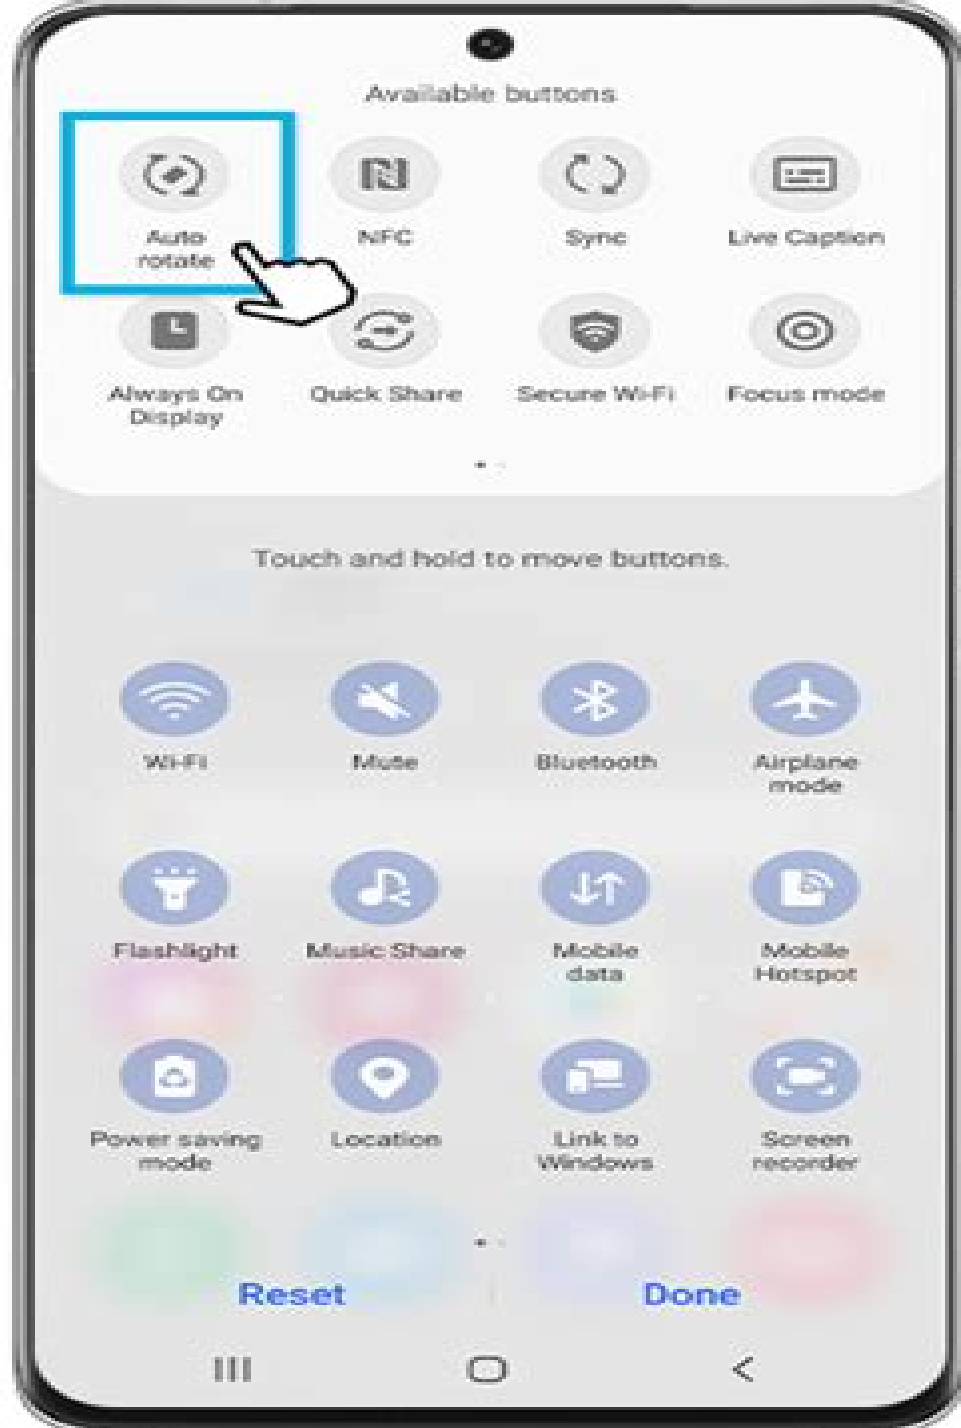 Available buttons
Auto rotate
NFC
Sync
Live Caption
Always On Display
Quick Share
Secure Wi-Fi
Focus mode
Touch and hold to move buttons.
Wi-Fi
Mute
Bluetooth
Airplane mode
Flashlight
Music Share
Mobile data
Mobile Hotspot
Power saving mode
Location
Link to Windows
Screen recorder
Reset
Done